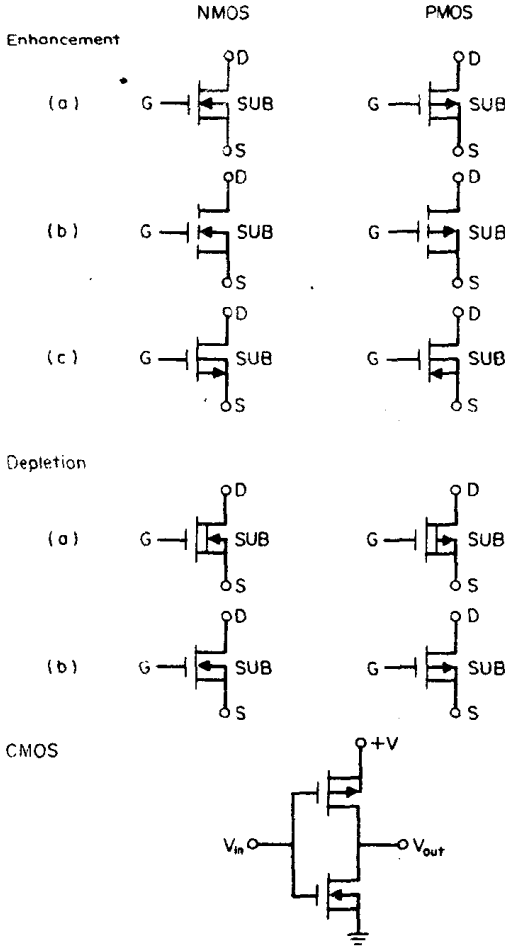 NMOS PMOS
Enhancement
D D
(a) G SUB G SUB
S S
D D
(b) G SUB G SUB
S S
D D
(c) G SUB G SUB
S S
Depletion
D D
(a) G SUB G SUB
S S
D D
(b) G SUB G SUB
S S
CMOS
+V
Vin Vout